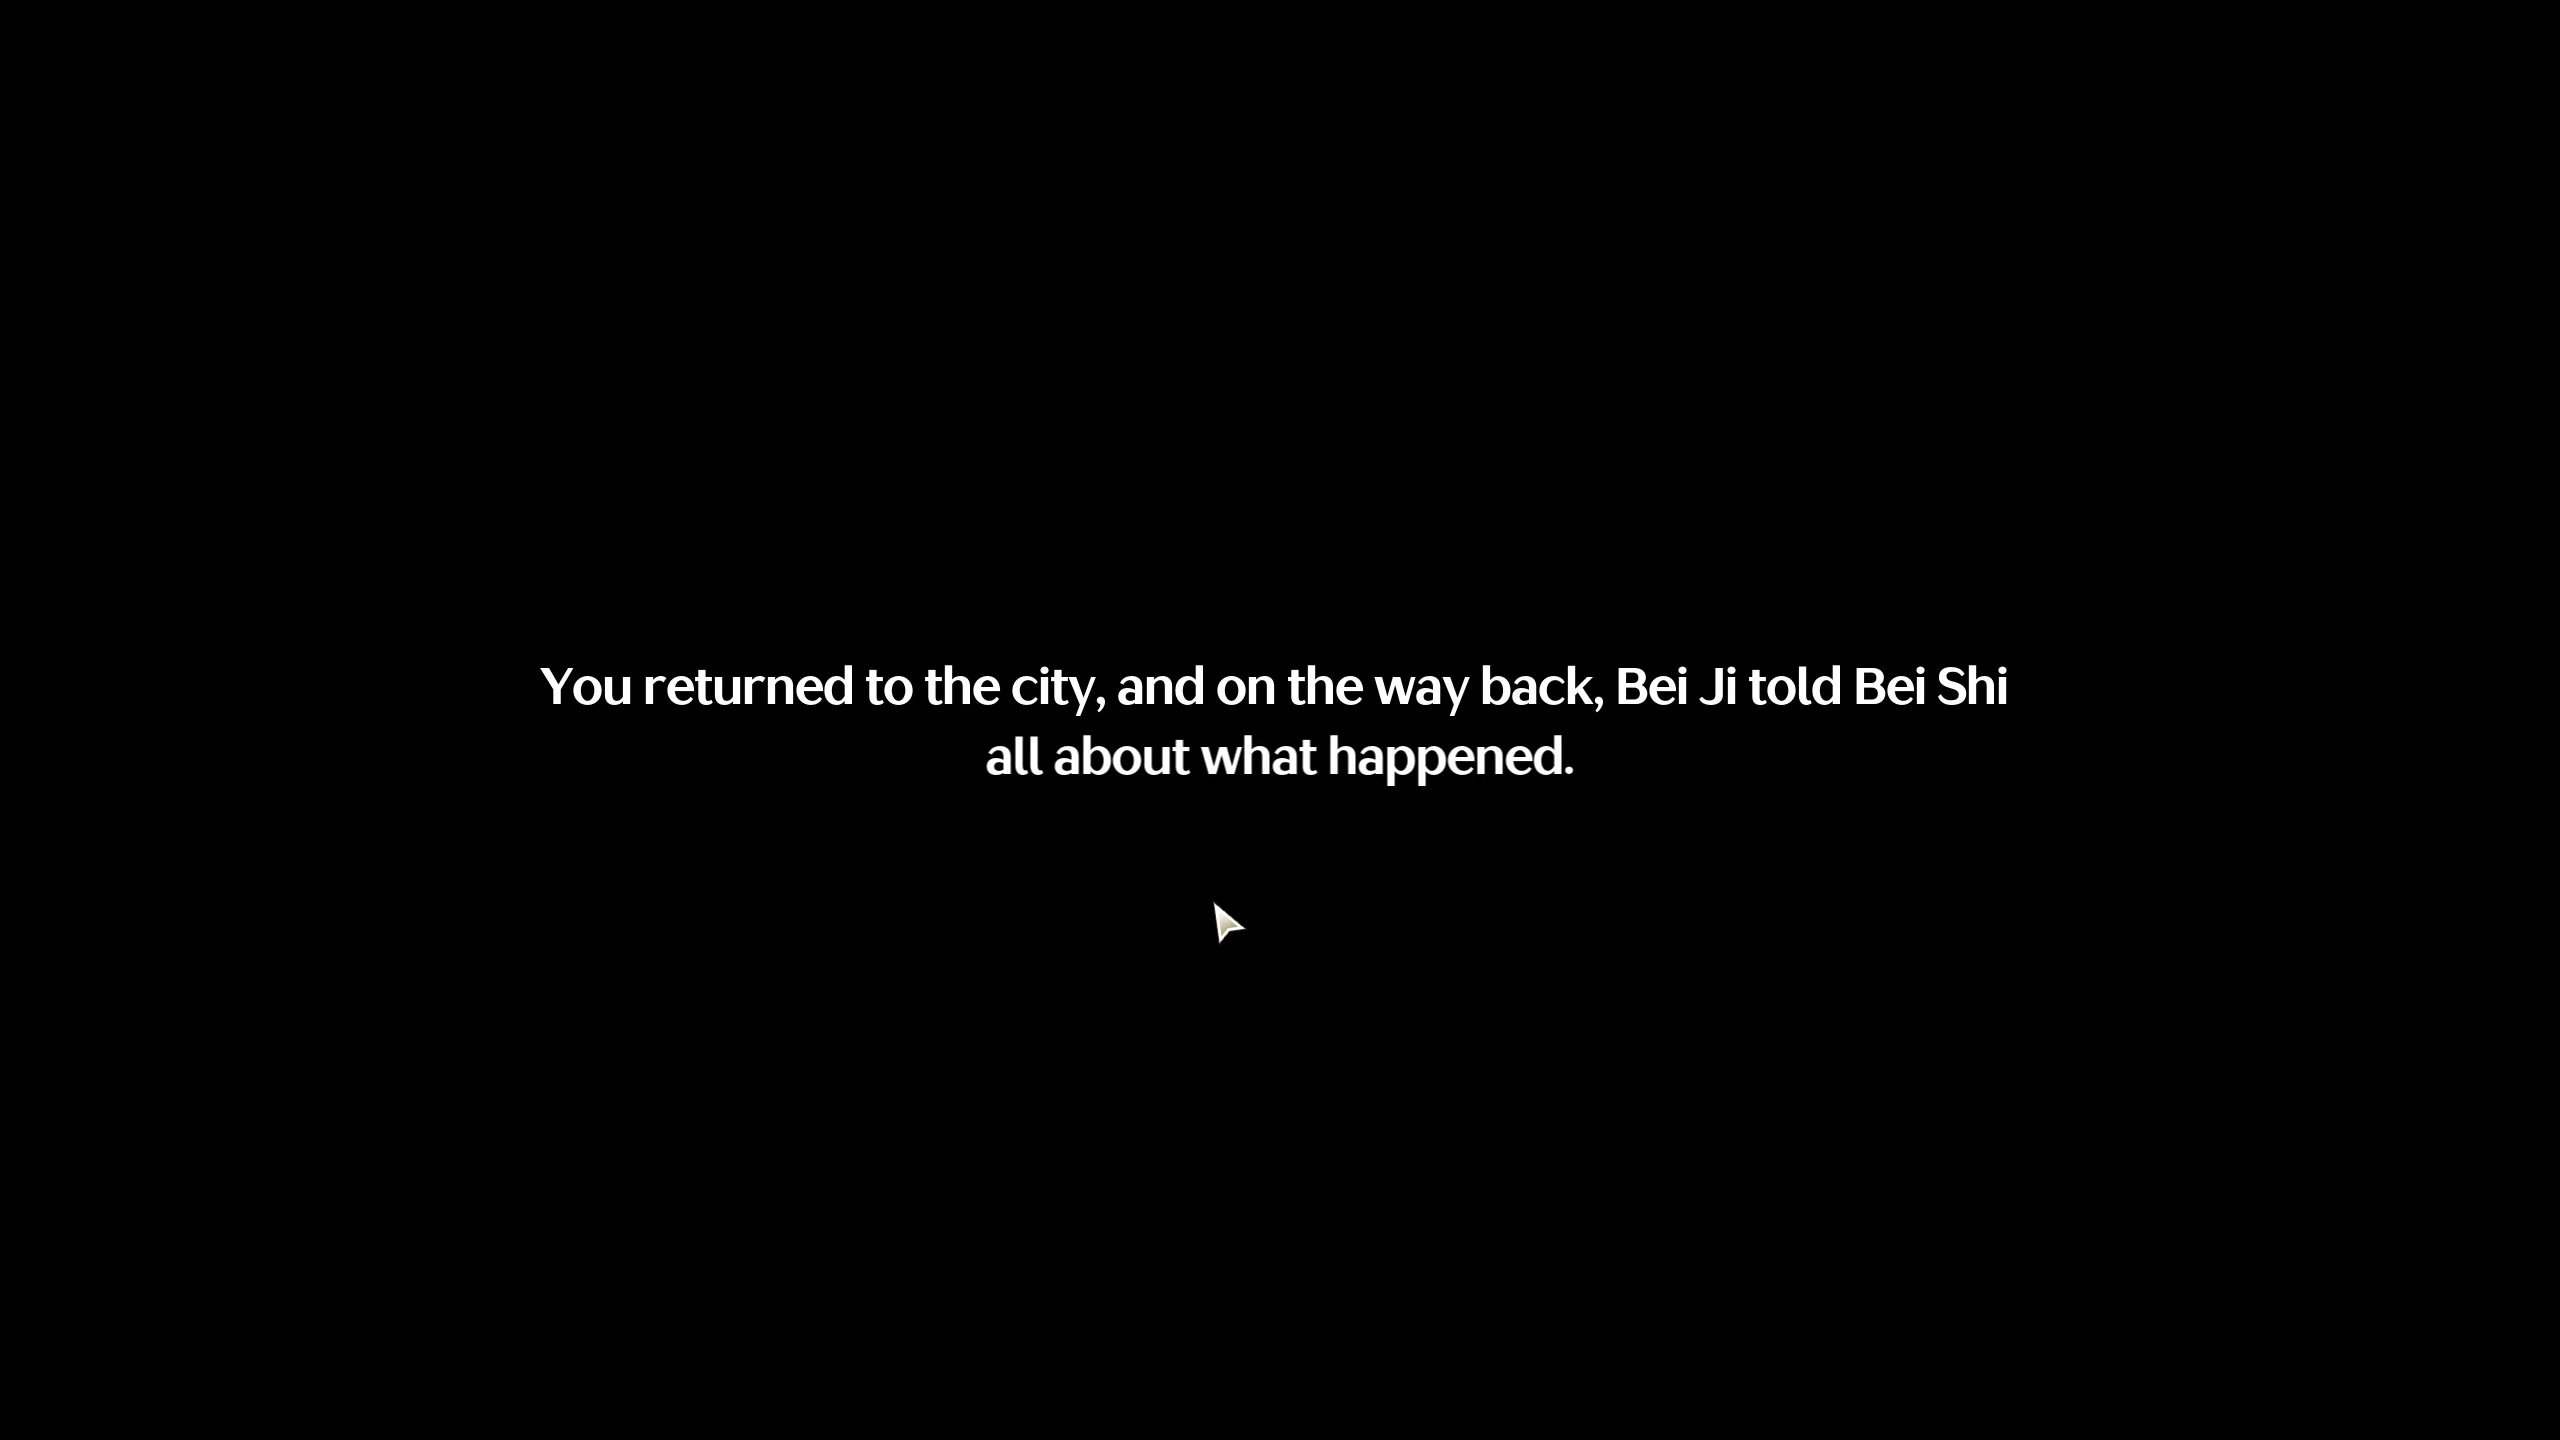 You returned to the city, and on the way back, Bei Ji told Bei Shi
all about what happened.